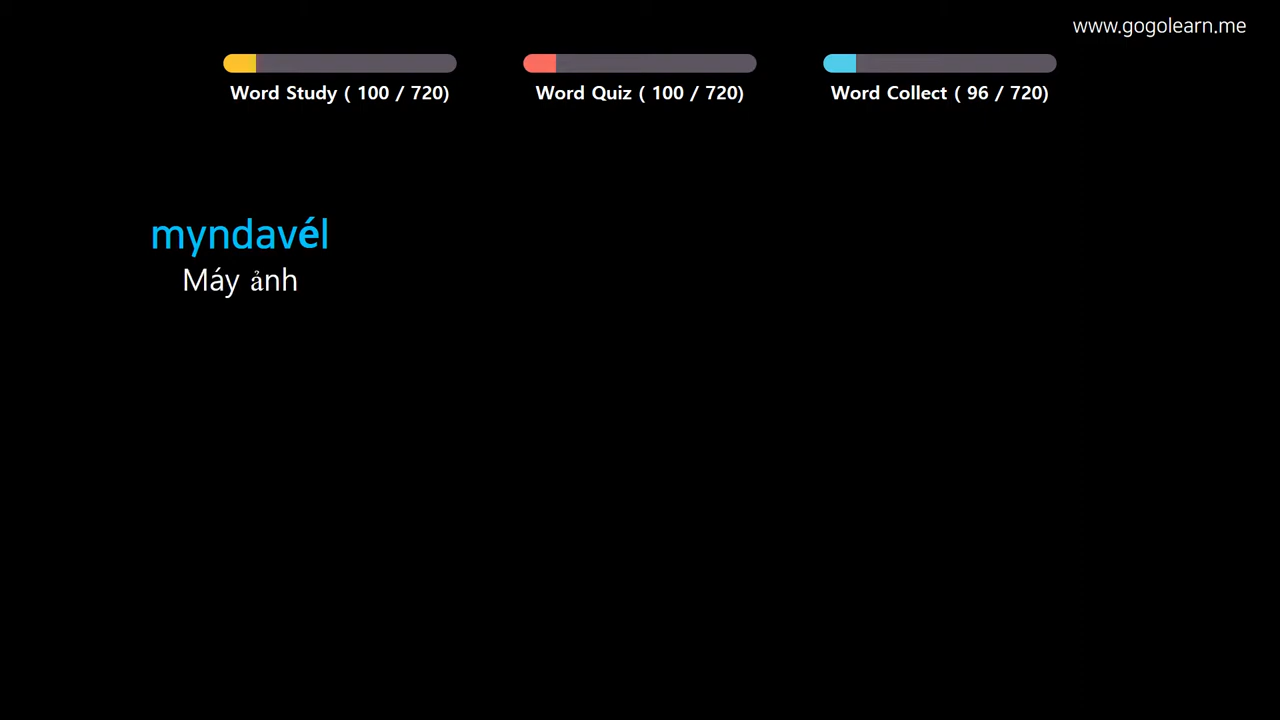 www.gogolearn.me
Word Study ( 100 / 720)
Word Quiz ( 100 / 720)
Word Collect ( 96 / 720)
myndavél
Máy ảnh